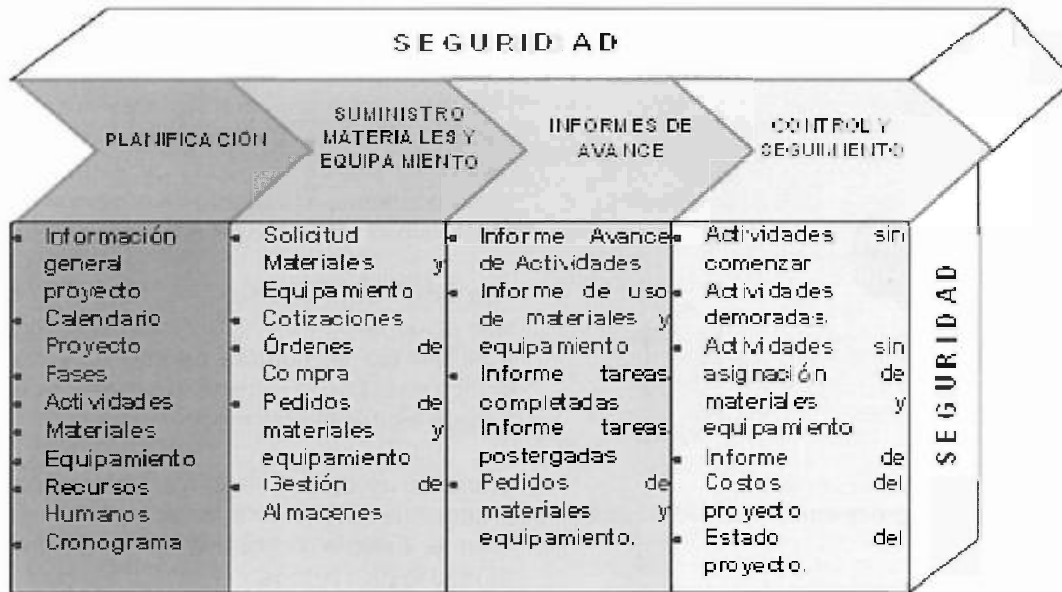 SEGURIDAD
PLANIFICACIÓN
SUMINISTRO
MATERIALES Y
EQUIPAMIENTO
INFORMES DE
AVANCE
CONTROL Y
SEGUIMIENTO
Información
general
proyecto
Calendario
Proyecto
Fases
Actividades
Materiales
Equipamiento
Recursos
Humanos
Cronograma
Solicitud
Materiales y
Equipamiento
Cotizaciones
Órdenes de
Compra
Pedidos de
materiales y
equipamiento
Gestión de
Almacenes
Informe Avance
de Actividades
Informe de uso
de materiales y
equipamiento
Informe tareas
completadas
Informe tareas
postergadas
Pedidos de
materiales y
equipamiento.
Actividades sin
comenzar
Actividades
demoradas.
Actividades sin
asignación de
materiales y
equipamiento
Informe de
Costos del
proyecto
Estado del
proyecto.
SEGURIDAD